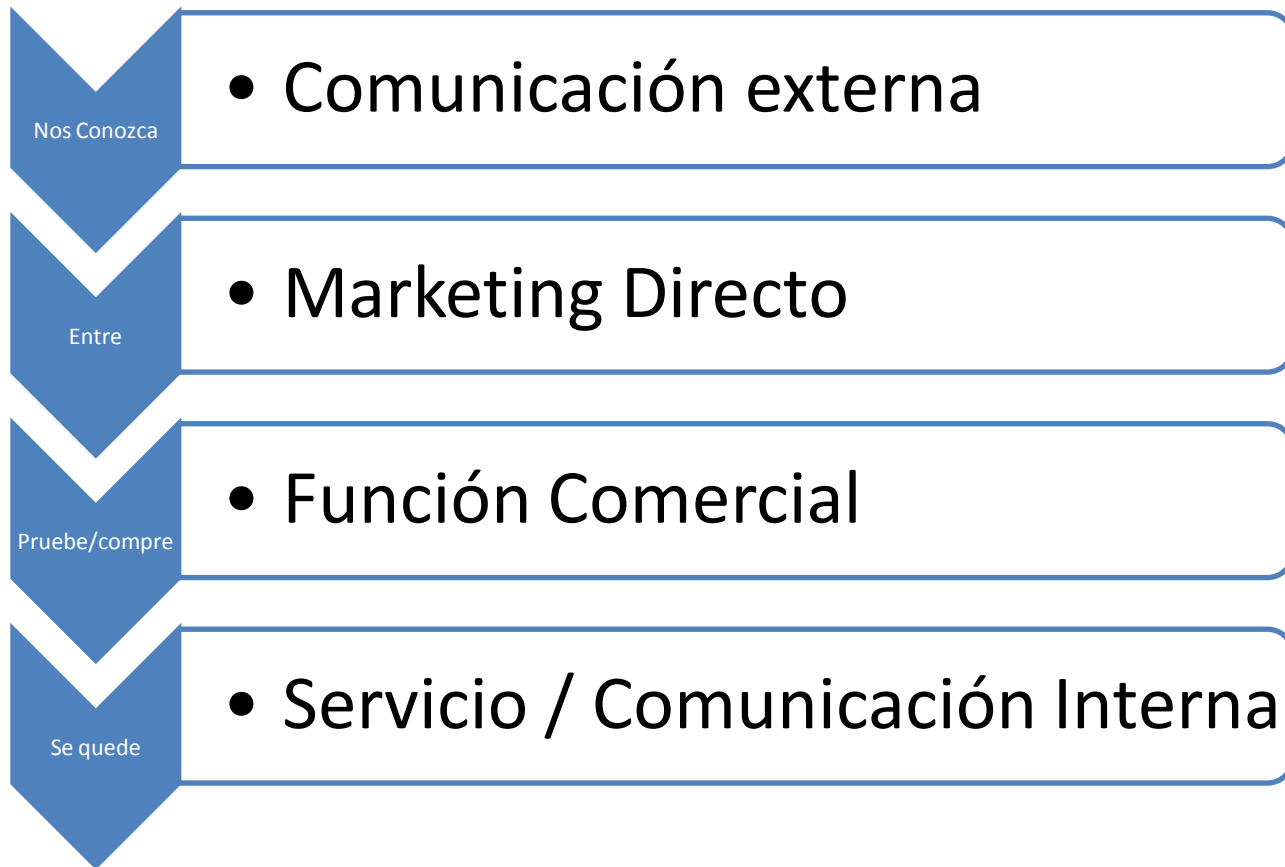 Nos Conozca
• Comunicación externa
Entre
• Marketing Directo
Pruebe/compre
• Función Comercial
Se quede
• Servicio / Comunicación Interna